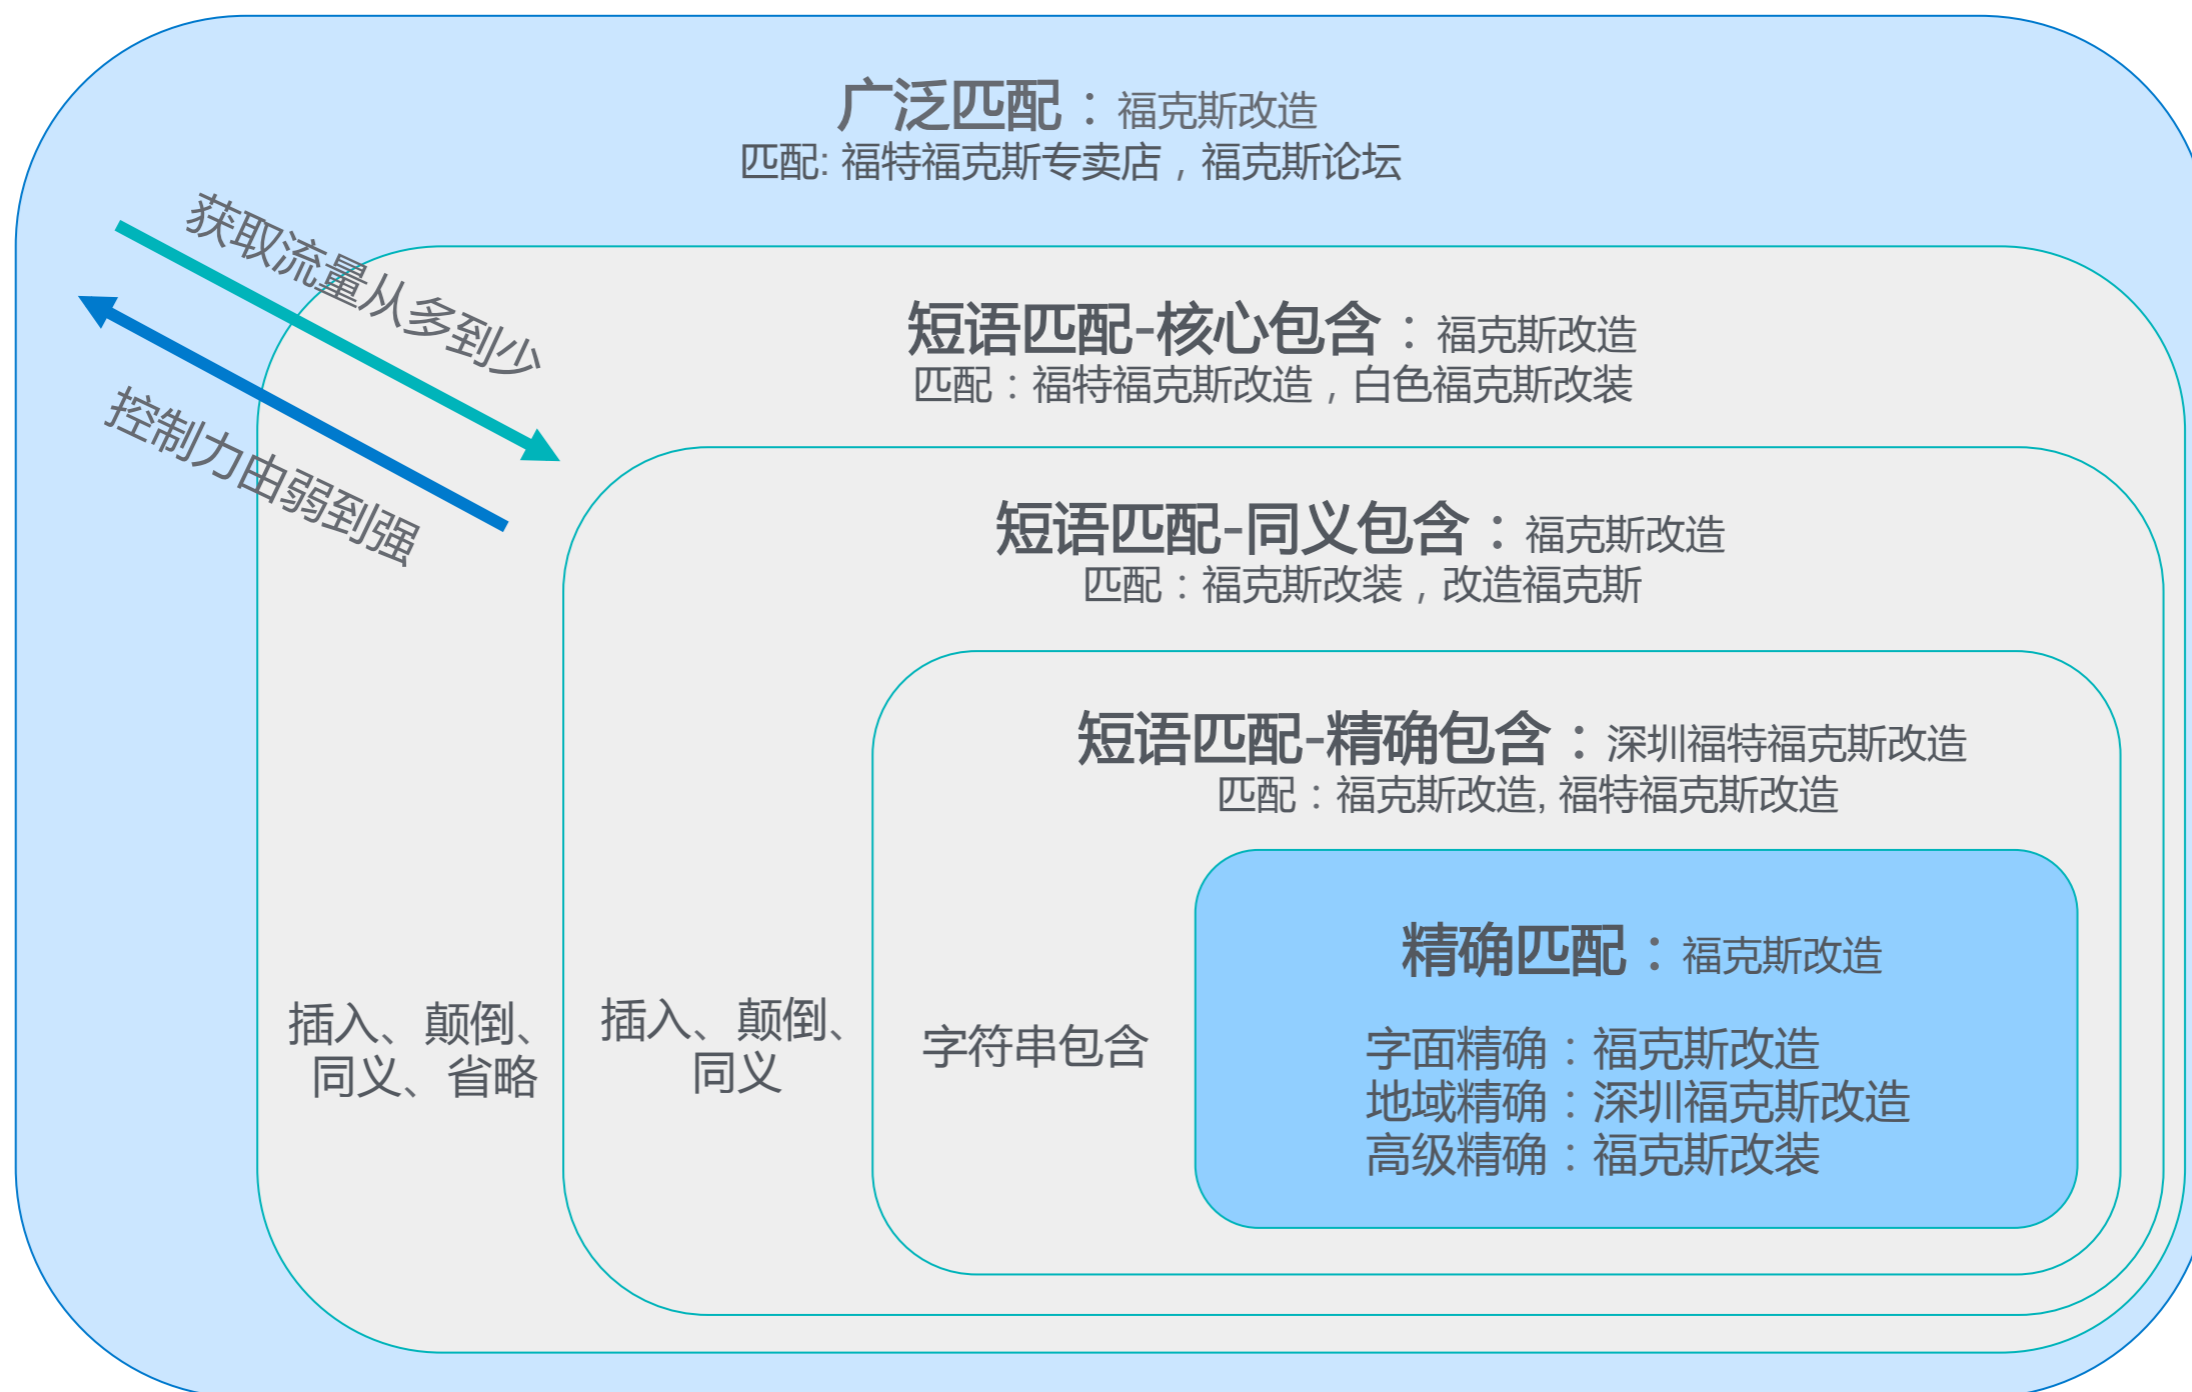 广泛匹配：福克斯改造
匹配: 福特福克斯专卖店，福克斯论坛
获取流量从多到少
控制力由弱到强
短语匹配-核心包含：福克斯改造
匹配：福特福克斯改造，白色福克斯改装
短语匹配-同义包含：福克斯改造
匹配：福克斯改装，改造福克斯
短语匹配-精确包含：深圳福特福克斯改造
匹配：福克斯改造, 福特福克斯改造
精确匹配：福克斯改造
字面精确：福克斯改造
地域精确：深圳福克斯改造
高级精确：福克斯改装
插入、颠倒、
同义、省略
插入、颠倒、
同义
字符串包含